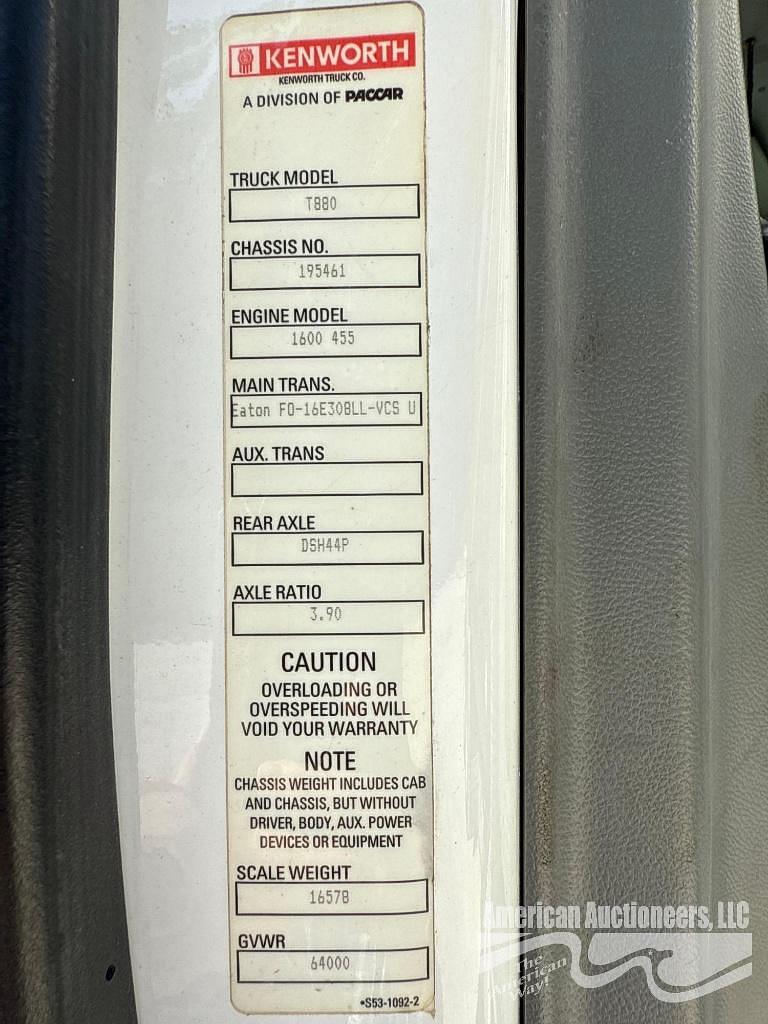 KENWORTH
KENWORTH TRUCK CO.
A DIVISION OF PACCAR
TRUCK MODEL
T880
CHASSIS NO.
195461
ENGINE MODEL
1600 455
MAIN TRANS.
Eaton FO-16E308LL-VCS U
AUX. TRANS
REAR AXLE
DSH44P
AXLE RATIO
3.90
CAUTION
OVERLOADING OR
OVERSPEEDING WILL
VOID YOUR WARRANTY
NOTE
CHASSIS WEIGHT INCLUDES CAB
AND CHASSIS, BUT WITHOUT
DRIVER, BODY, AUX. POWER
DEVICES OR EQUIPMENT
SCALE WEIGHT
16578
GVWR
64000
•S53-1092-2
American Auctioneers, LLC
The
American
Way!